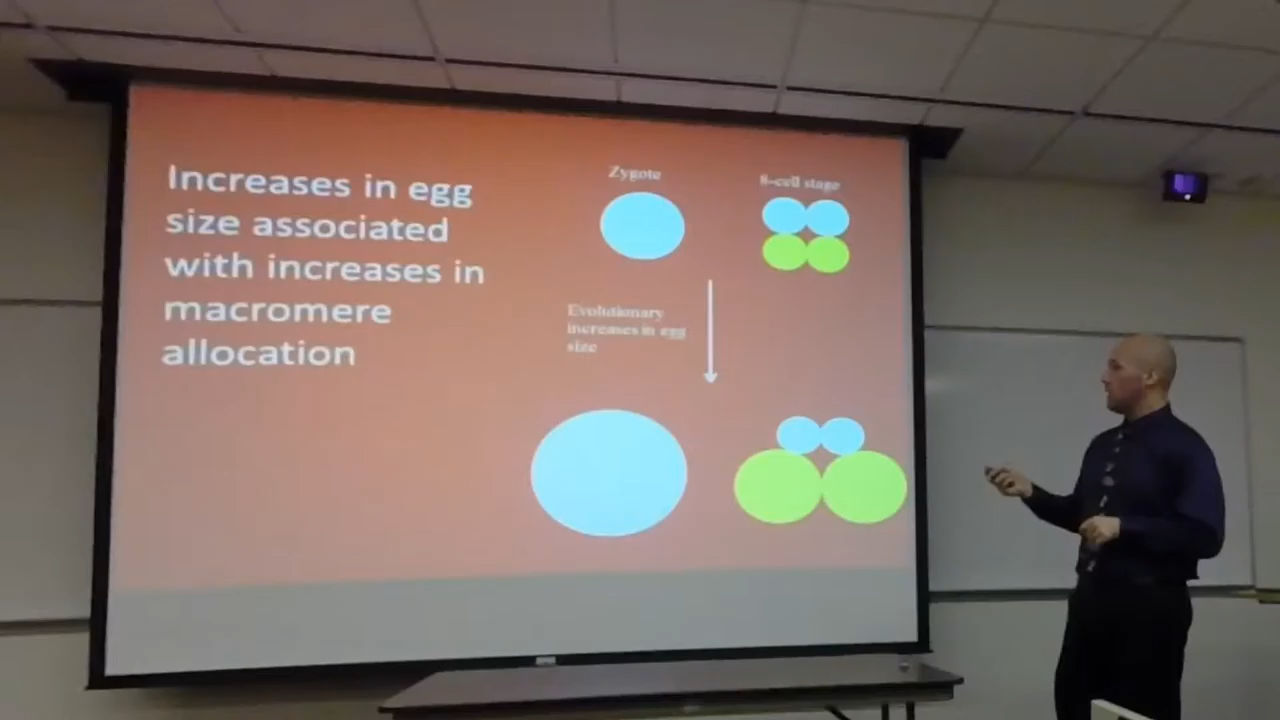 Increases in egg
size associated
with increases in
macromere
allocation
Zygote
8-cell stage
Evolutionary
increases in egg
size